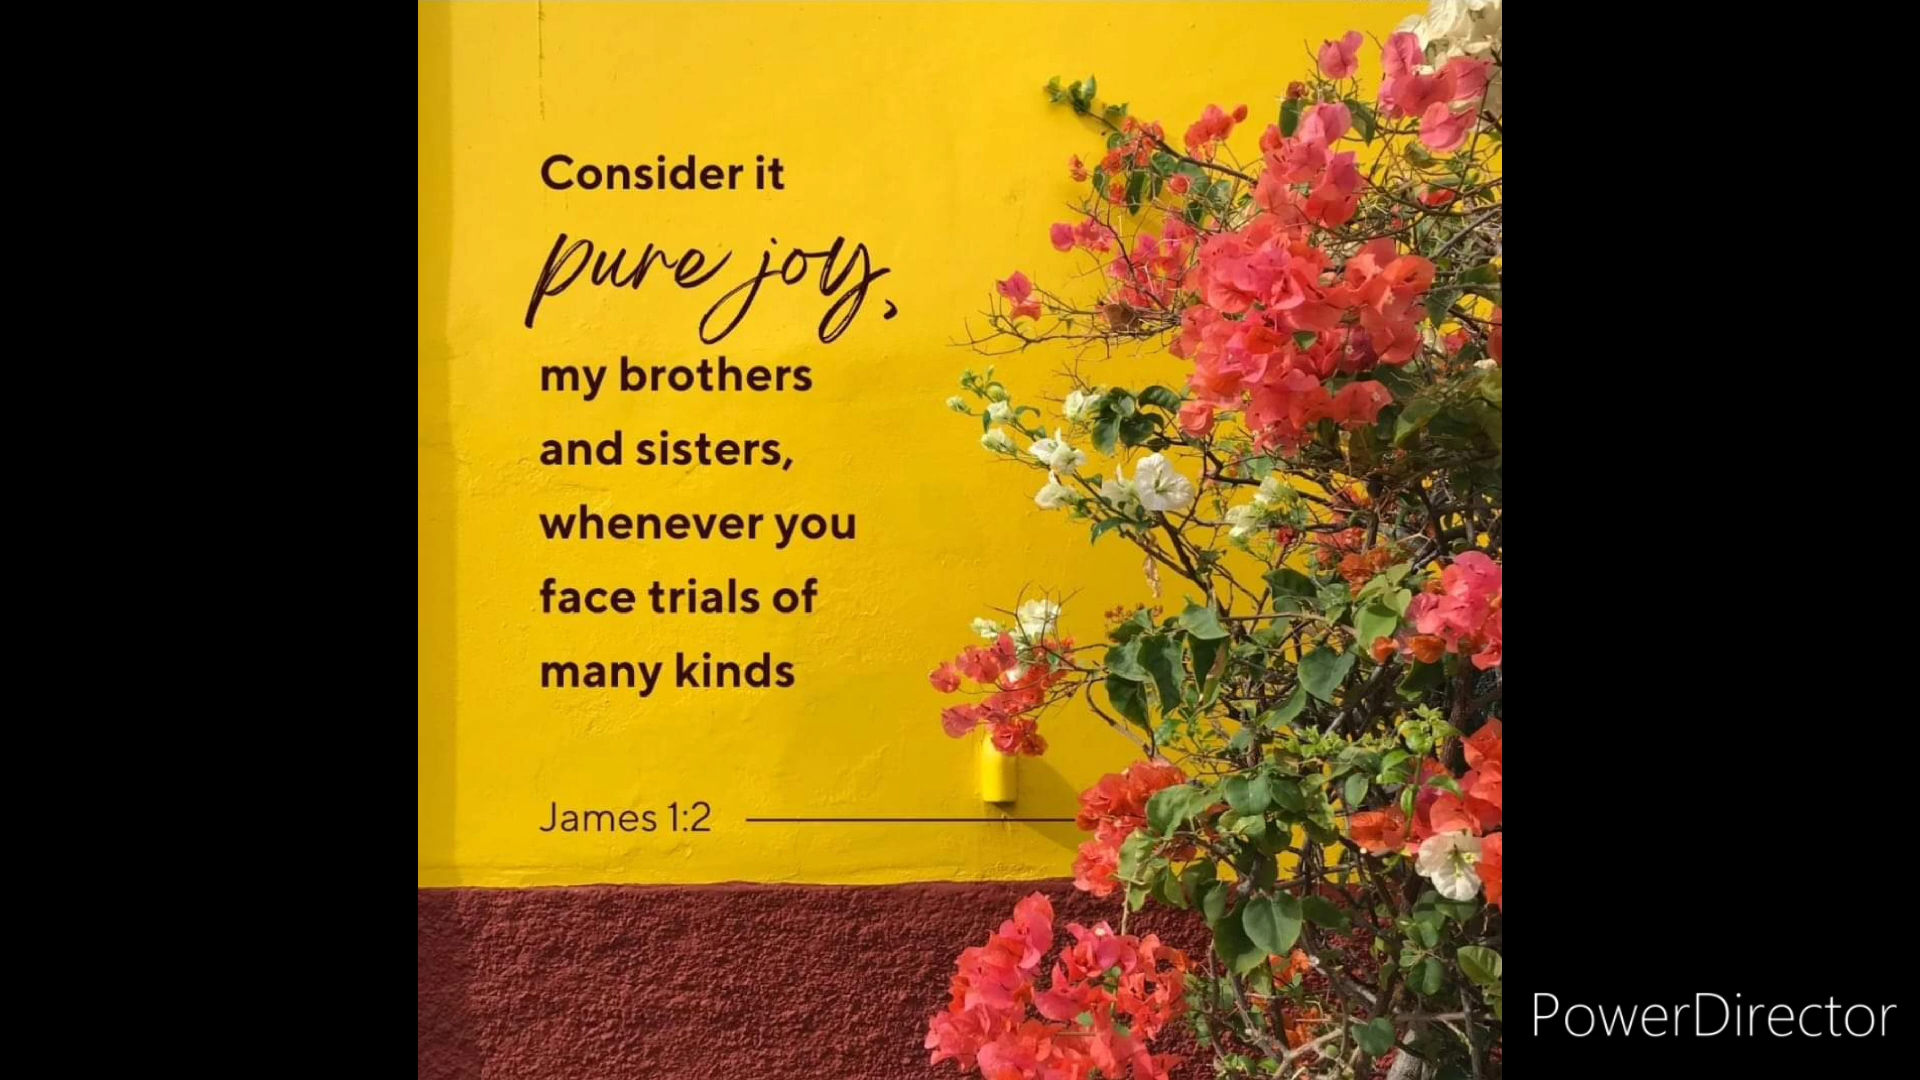 Consider it
pure joy,
my brothers
and sisters,
whenever you
face trials of
many kinds
James 1:2
PowerDirector